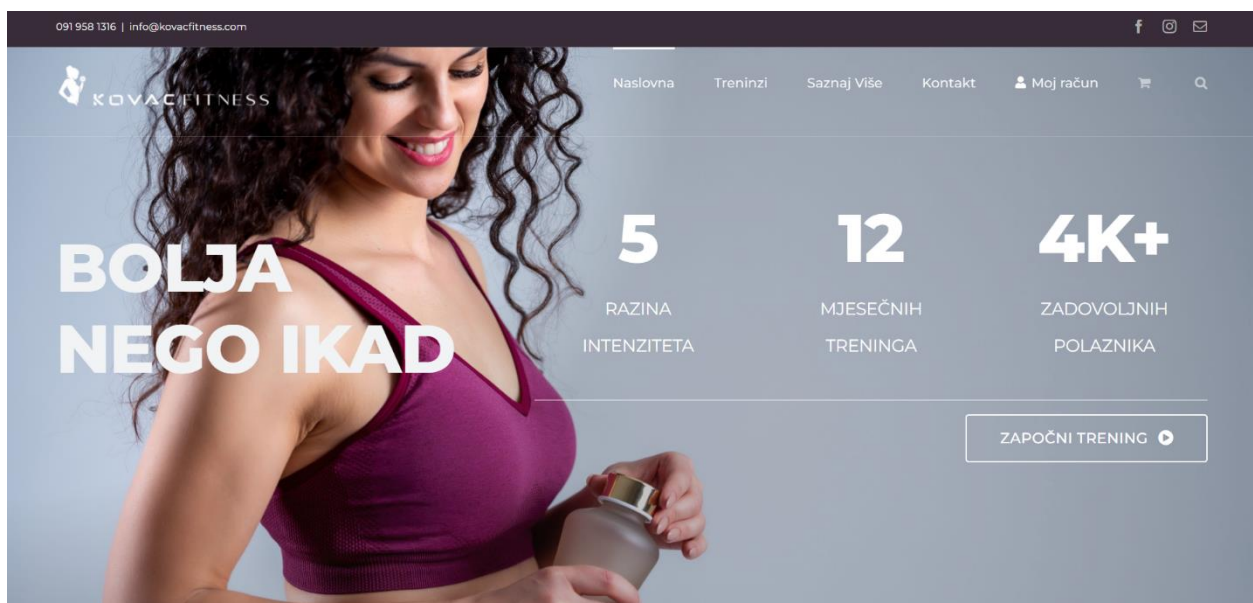 091 958 1316 | info@kovacfitness.com
KOVACFITNESS
Naslovna Treninzi Saznaj Više Kontakt Moj račun
BOLJA
NEGO IKAD
5
RAZINA
INTENZITETA
12
MJESEČNIH
TRENINGA
4K+
ZADOVOLJNIH
POLAZNIKA
ZAPOČNI TRENING